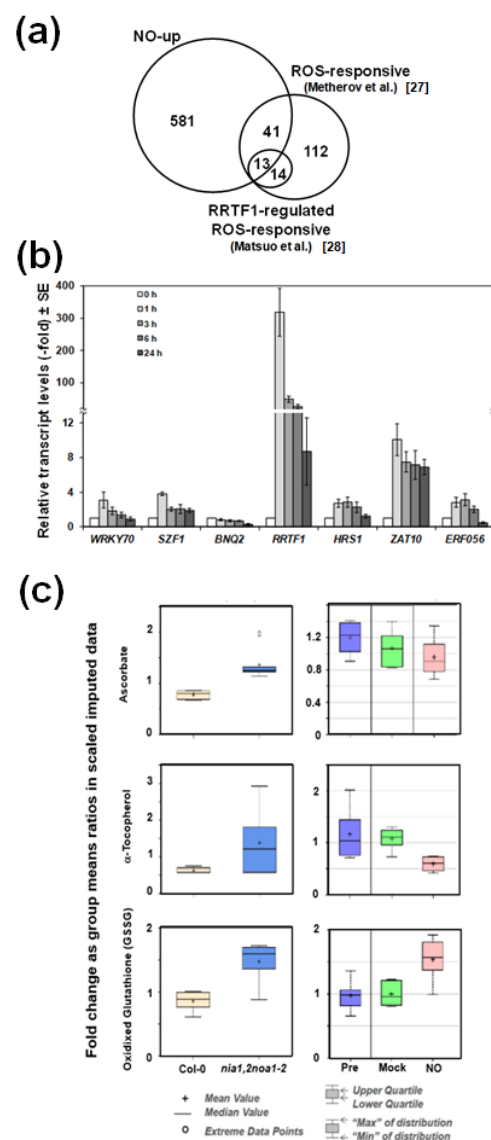 (a)
NO-up
ROS-responsive
(Metherov et al.) [27]
581
41
112
13
14
RRTF1-regulated
ROS-responsive
(Matsuo et al.) [28]
(b)
Relative transcript levels (-fold) ± SE
400
300
200
100
12
8
4
0
0 h
1 h
3 h
6 h
24 h
WRKY70 SZF1 BNQ2 RRTF1 HRS1 ZAT10 ERF056
(c)
Fold change as group means ratios in scaled imputed data
Ascorbate
2
1
0
1.2
0.8
0.4
0
α-Tocopherol
3
2
1
0
2
1
0
Oxidixed Glutathione (GSSG)
2
1
0
2
1
0
Col-0 nia1,2noa1-2 Pre Mock NO
+ Mean Value
— Median Value
o Extreme Data Points
Upper Quartile
Lower Quartile
"Max" of distribution
"Min" of distribution